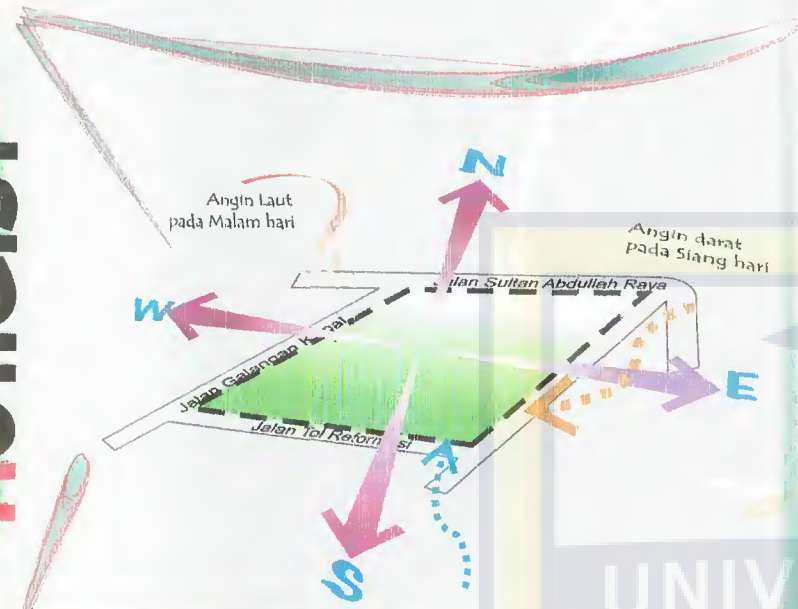 N
Angin Laut
pada Malam hari
Angin darat
pada Siang hari
Jalan Sultan Abdullah Raya
W
Jalan Galangan Kapal
E
Jalan Tol Reformasi
S
UNIV